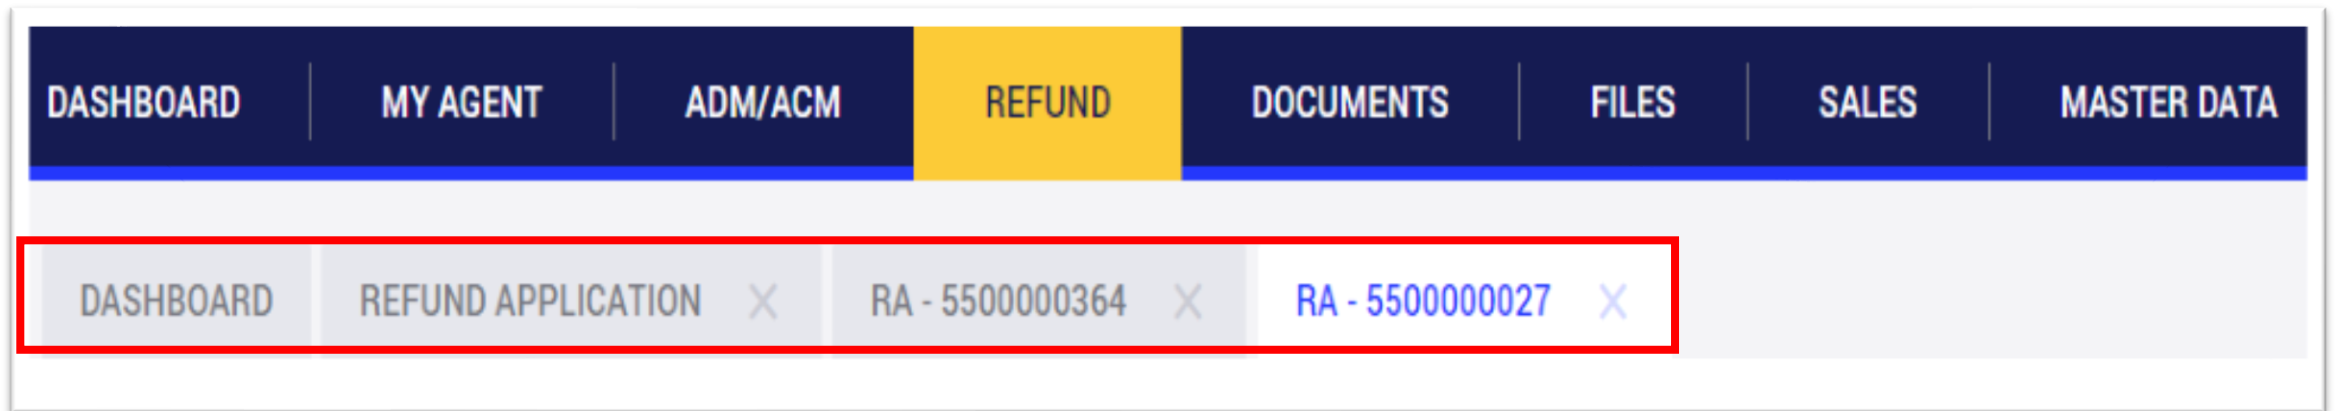 DASHBOARD MY AGENT ADM/ACM REFUND DOCUMENTS FILES SALES MASTER DATA
DASHBOARD REFUND APPLICATION X RA - 5500000364 X RA - 5500000027 X